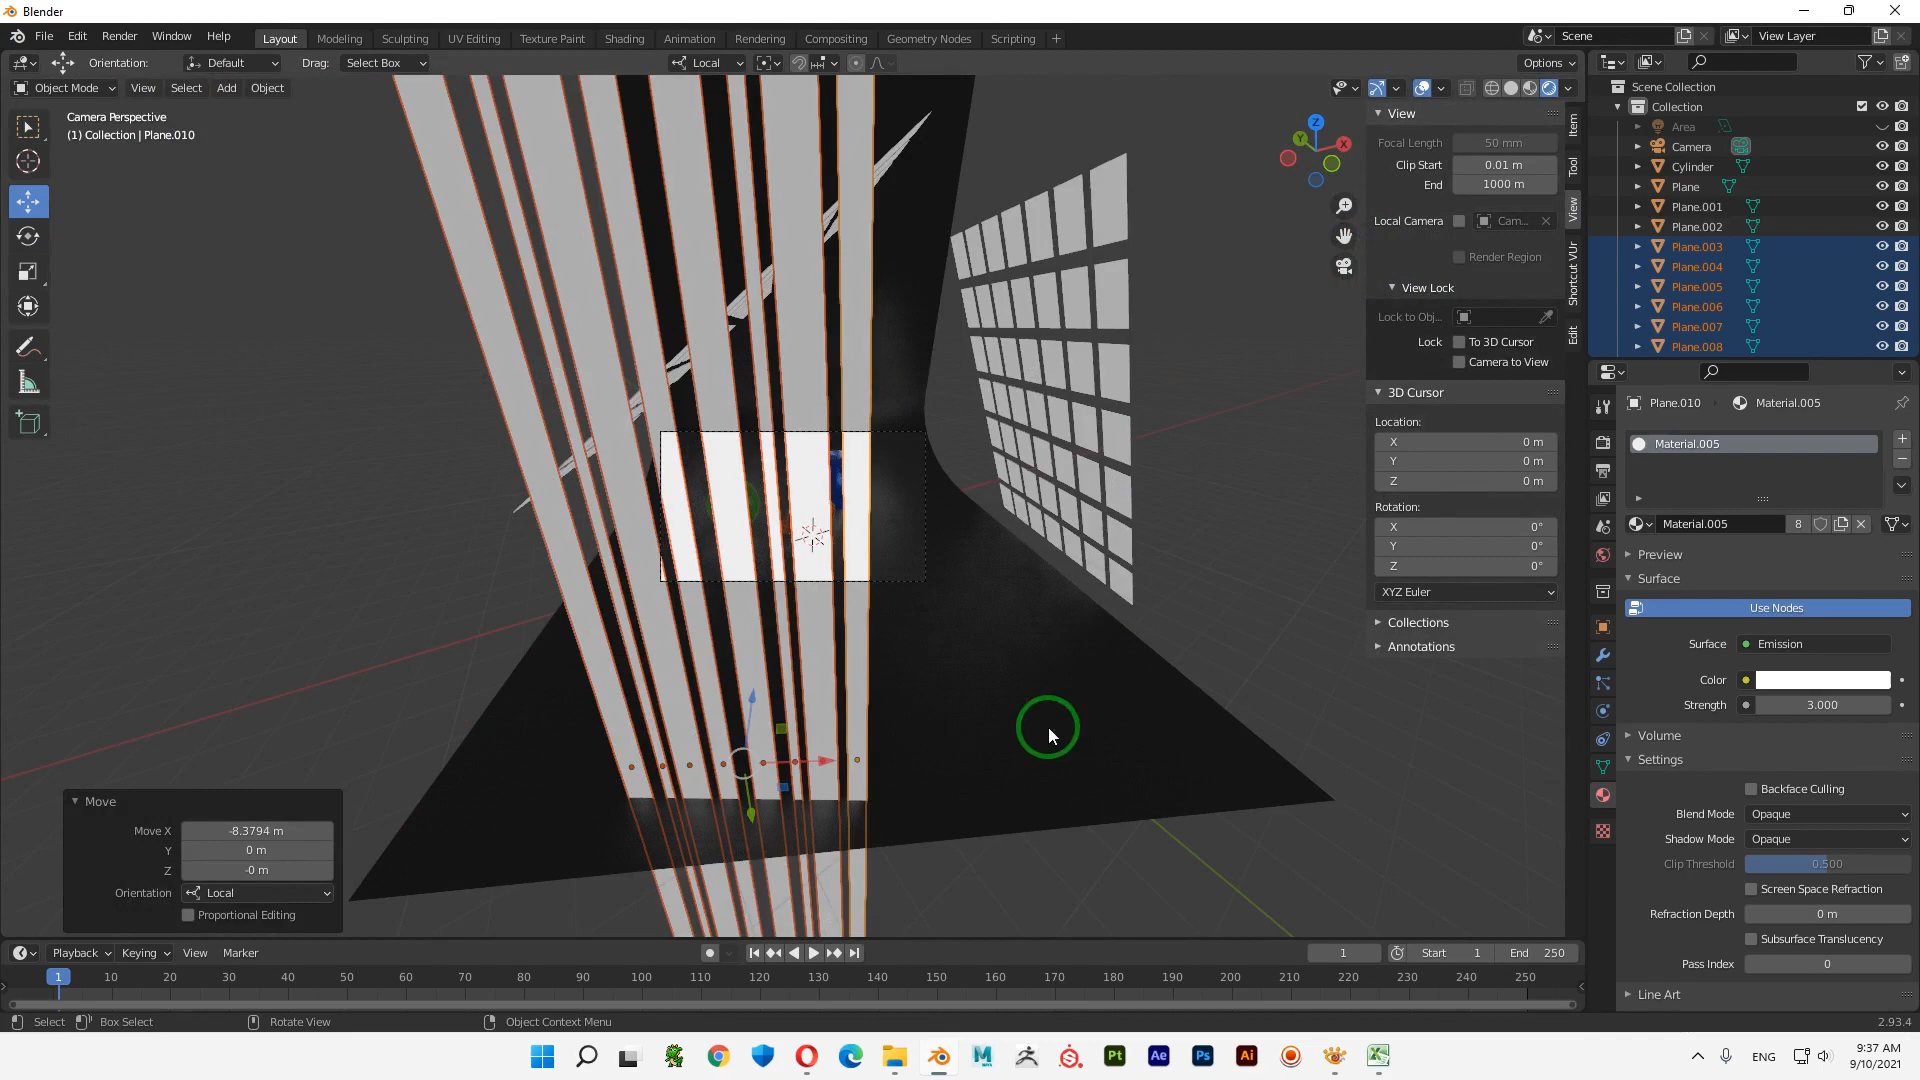 Blender
File Edit Render Window Help
Layout Modeling Sculpting UV Editing Texture Paint Shading Animation Rendering Compositing Geometry Nodes Scripting +
Scene
View Layer
Orientation: Default Drag: Select Box Local Options
Object Mode View Select Add Object
Camera Perspective
(1) Collection | Plane.010
View
Focal Length 50 mm
Clip Start 0.01 m
End 1000 m
Local Camera Cam...
Render Region
View Lock
Lock to Obj...
Lock To 3D Cursor
Camera to View
3D Cursor
Location:
X 0 m
Y 0 m
Z 0 m
Rotation:
X 0°
Y 0°
Z 0°
XYZ Euler
Collections
Annotations
Item
Tool
View
Shortcut VUr
Edit
Z
Y
X
Scene Collection
Collection
Area
Camera
Cylinder
Plane
Plane.001
Plane.002
Plane.003
Plane.004
Plane.005
Plane.006
Plane.007
Plane.008
Plane.010 > Material.005
Material.005
Material.005 8
Preview
Surface
Use Nodes
Surface Emission
Color
Strength 3.000
Volume
Settings
Backface Culling
Blend Mode Opaque
Shadow Mode Opaque
Clip Threshold 0.500
Screen Space Refraction
Refraction Depth 0 m
Subsurface Translucency
Pass Index 0
Line Art
Move
Move X -8.3794 m
Y 0 m
Z -0 m
Orientation Local
Proportional Editing
Playback Keying View Marker
1 Start 1 End 250
1 10 20 30 40 50 60 70 80 90 100 110 120 130 140 150 160 170 180 190 200 210 220 230 240 250
Select Box Select Rotate View Object Context Menu 2.93.4
Pt Ae Ps Ai
ENG
9:37 AM
9/10/2021